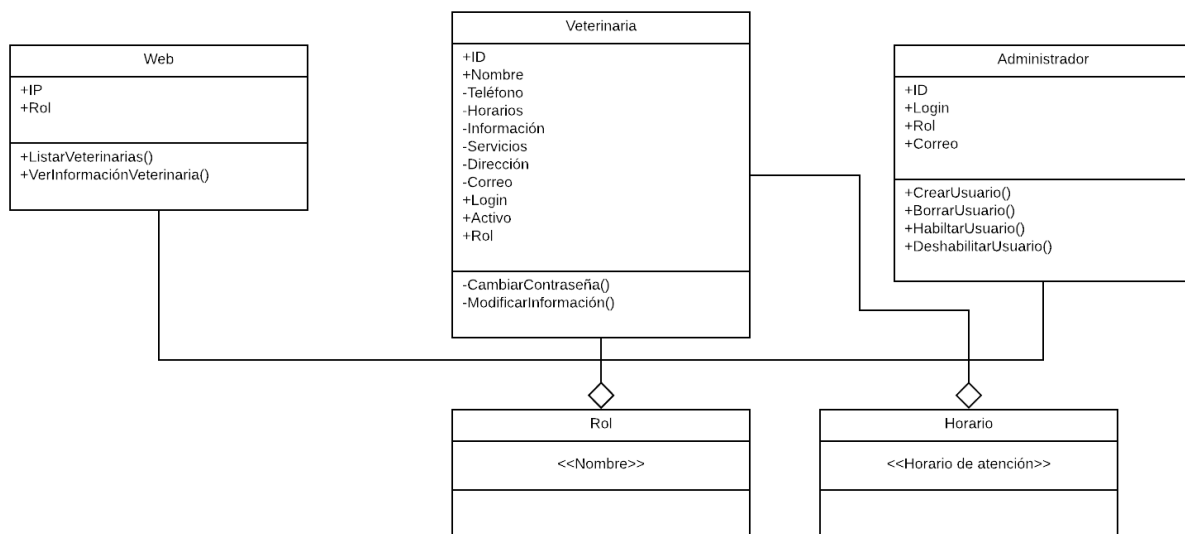 Web
+IP
+Rol
+ListarVeterinarias()
+VerInformaciónVeterinaria()
Veterinaria
+ID
+Nombre
-Teléfono
-Horarios
-Información
-Servicios
-Dirección
-Correo
+Login
+Activo
+Rol
-CambiarContraseña()
-ModificarInformación()
Administrador
+ID
+Login
+Rol
+Correo
+CrearUsuario()
+BorrarUsuario()
+HabiltarUsuario()
+DeshabilitarUsuario()
Rol
<<Nombre>>
Horario
<<Horario de atención>>